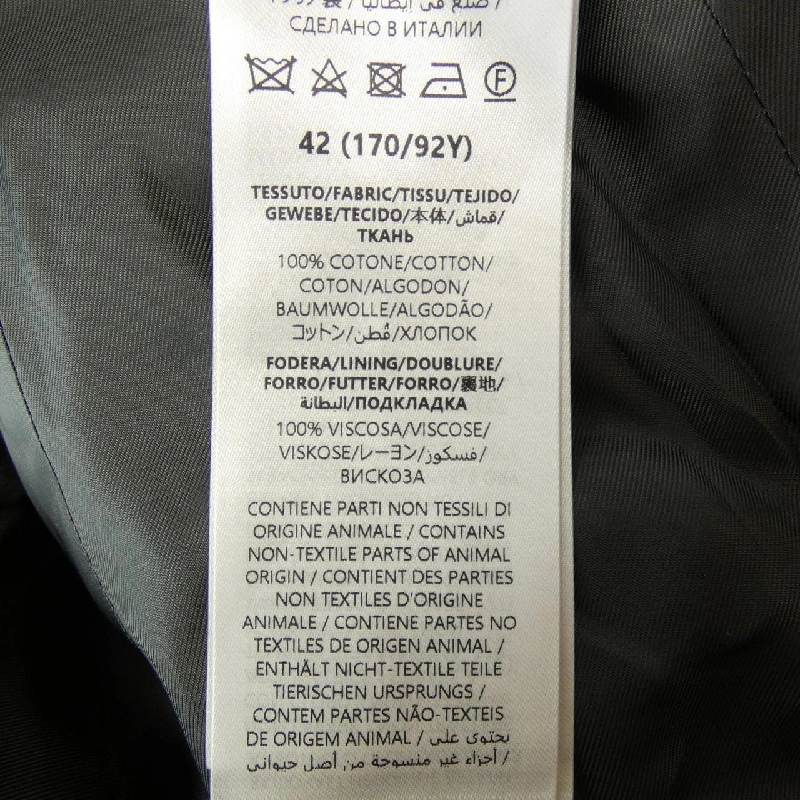 裏 / صنع في إيطاليا /
СДЕЛАНО В ИТАЛИИ
F
42 (170/92Y)
TESSUTO/FABRIC/TISSU/TEJIDO/
GEWEBE/TECIDO/本体/قماش/
ТКАНЬ
100% COTONE/COTTON/
COTON/ALGODON/
BAUMWOLLE/ALGODÃO/
コットン/قُطن/ХЛОПОК
FODERA/LINING/DOUBLURE/
FORRO/FUTTER/FORRO/裏地/
البطانة/ПОДКЛАДКА
100% VISCOSA/VISCOSE/
VISKOSE/レーヨン/فسكوز/
ВИСКОЗА
CONTIENE PARTI NON TESSILI DI
ORIGINE ANIMALE / CONTAINS
NON-TEXTILE PARTS OF ANIMAL
ORIGIN / CONTIENT DES PARTIES
NON TEXTILES D'ORIGINE
ANIMALE / CONTIENE PARTES NO
TEXTILES DE ORIGEN ANIMAL /
ENTHÄLT NICHT-TEXTILE TEILE
TIERISCHEN URSPRUNGS /
CONTEM PARTES NÃO-TEXTEIS
DE ORIGEM ANIMAL / يحتوي على
أجزاء غير منسوجة من أصل حيواني /